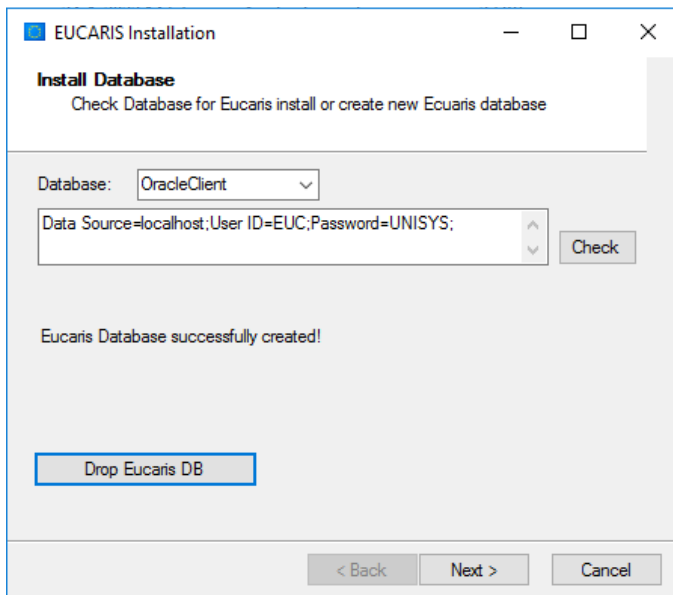 EUCARIS Installation
Install Database
Check Database for Eucaris install or create new Ecuaris database
Database: OracleClient
Data Source=localhost;User ID=EUC;Password=UNISYS;
Check
Eucaris Database successfully created!
Drop Eucaris DB
< Back Next > Cancel